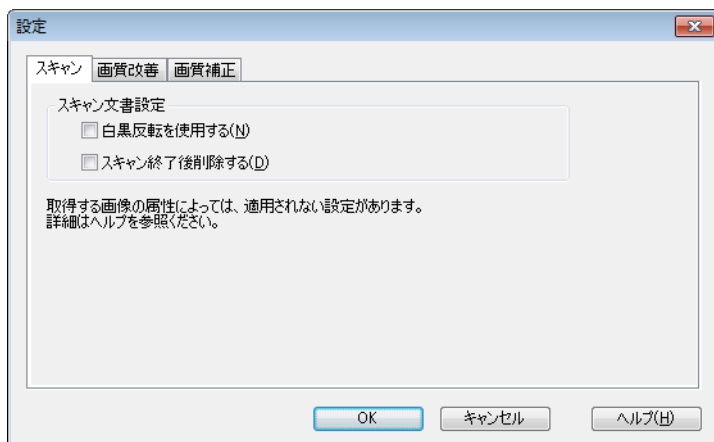 設定
スキャン 画質改善 画質補正
スキャン文書設定
白黒反転を使用する(N)
スキャン終了後削除する(D)
取得する画像の属性によっては、適用されない設定があります。
詳細はヘルプを参照ください。
OK キャンセル ヘルプ(H)